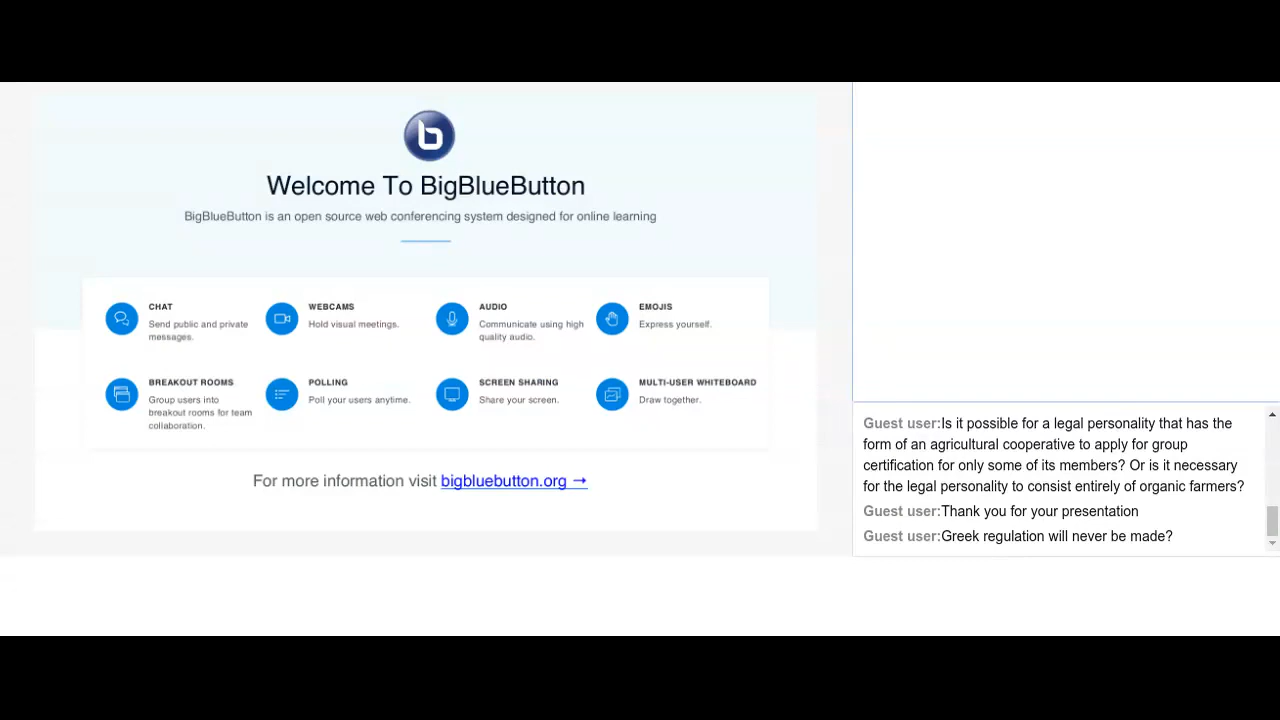 Welcome To BigBlueButton
BigBlueButton is an open source web conferencing system designed for online learning
CHAT
Send public and private
messages.
WEBCAMS
Hold visual meetings.
AUDIO
Communicate using high
quality audio.
EMOJIS
Express yourself.
BREAKOUT ROOMS
Group users into
breakout rooms for team
collaboration.
POLLING
Poll your users anytime.
SCREEN SHARING
Share your screen.
MULTI-USER WHITEBOARD
Draw together.
For more information visit bigbluebutton.org →
Guest user:Is it possible for a legal personality that has the
form of an agricultural cooperative to apply for group
certification for only some of its members? Or is it necessary
for the legal personality to consist entirely of organic farmers?
Guest user:Thank you for your presentation
Guest user:Greek regulation will never be made?